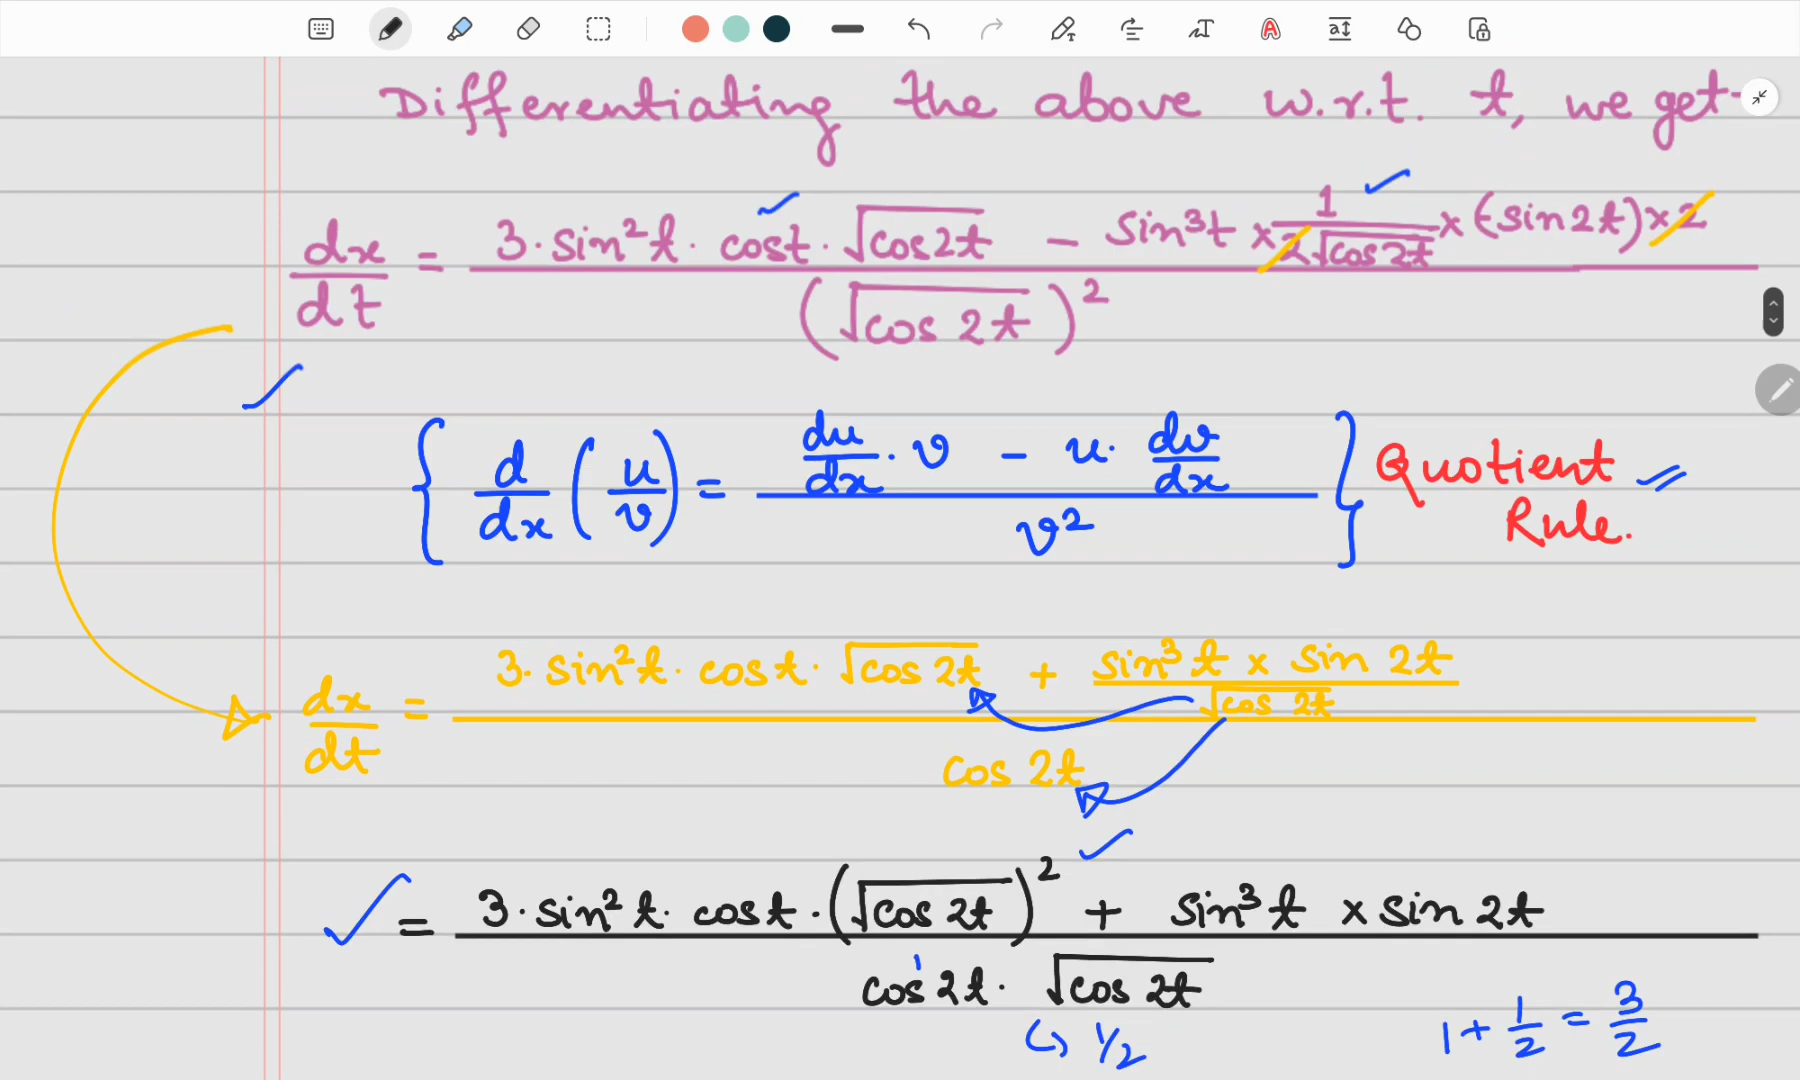 Differentiating the above w.r.t. t, we get
dx/dt = (3·sin²t·cost·√cos2t − sin³t × 1/(2√cos2t) × (-sin2t) × 2) / (√cos 2t)²
{ d/dx (u/v) = (du/dx · v − u · dv/dx) / v² } Quotient Rule.
dx/dt = (3·sin²t·cost·√cos 2t + (sin³t × sin 2t)/√cos 2t) / cos 2t
= (3·sin²t·cost·(√cos 2t)² + sin³t × sin 2t) / (cos¹2t·√cos 2t)
↪ 1/2
1 + 1/2 = 3/2